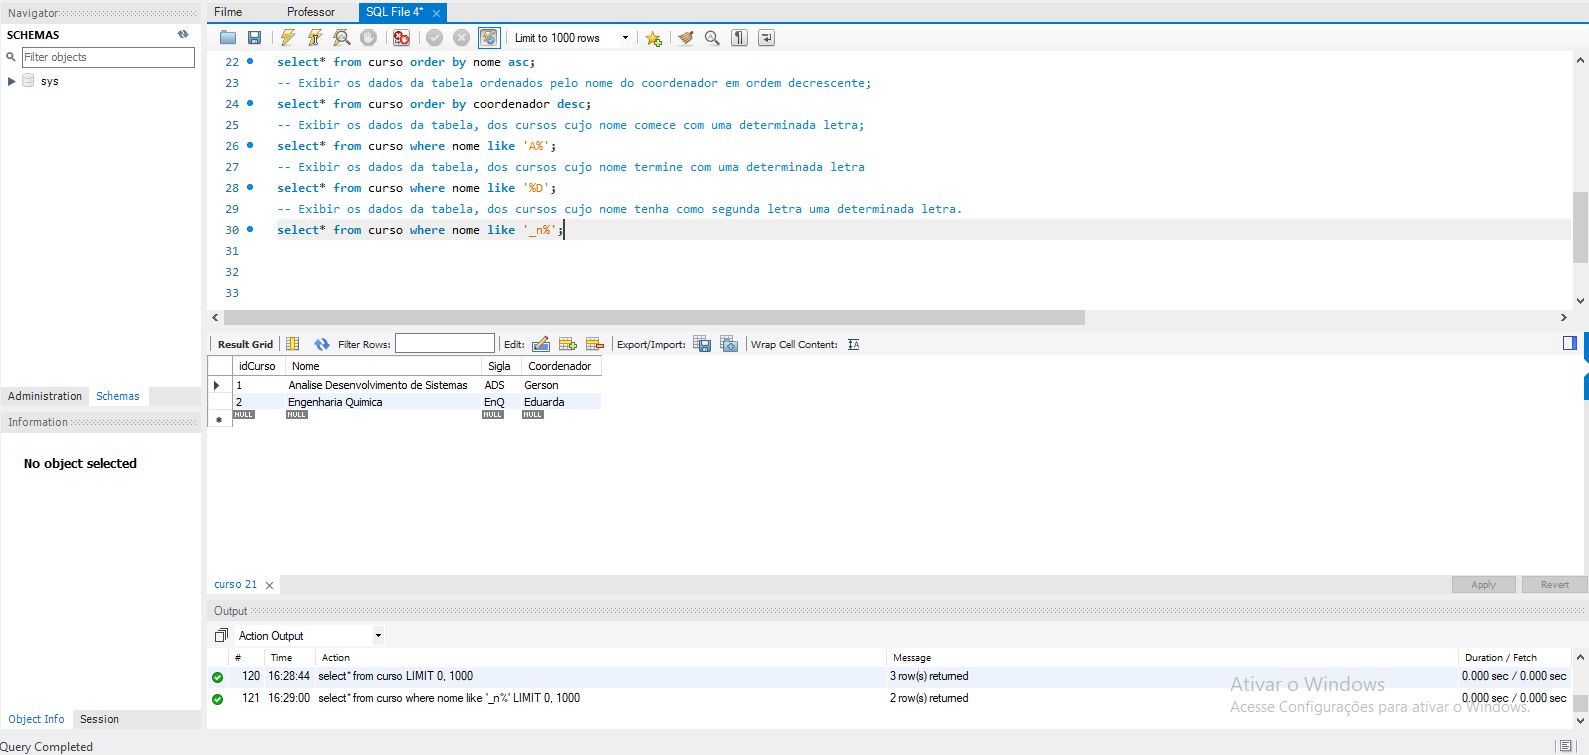 Navigator
Filme Professor SQL File 4*
SCHEMAS
Limit to 1000 rows
Filter objects
sys
22 select* from curso order by nome asc;
23 -- Exibir os dados da tabela ordenados pelo nome do coordenador em ordem decrescente;
24 select* from curso order by coordenador desc;
25 -- Exibir os dados da tabela, dos cursos cujo nome comece com uma determinada letra;
26 select* from curso where nome like 'A%';
27 -- Exibir os dados da tabela, dos cursos cujo nome termine com uma determinada letra
28 select* from curso where nome like '%D';
29 -- Exibir os dados da tabela, dos cursos cujo nome tenha como segunda letra uma determinada letra.
30 select* from curso where nome like '_n%';
31
32
33
Result Grid Filter Rows: Edit: Export/Import: Wrap Cell Content:
idCurso Nome Sigla Coordenador
1 Analise Desenvolvimento de Sistemas ADS Gerson
2 Engenharia Quimica EnQ Eduarda
NULL NULL NULL NULL
Administration Schemas
Information
No object selected
curso 21
Apply Revert
Output
Action Output
# Time Action Message Duration / Fetch
120 16:28:44 select* from curso LIMIT 0, 1000 3 row(s) returned 0.000 sec / 0.000 sec
121 16:29:00 select* from curso where nome like '_n%' LIMIT 0, 1000 2 row(s) returned 0.000 sec / 0.000 sec
Ativar o Windows
Acesse Configurações para ativar o Windows.
Object Info Session
Query Completed